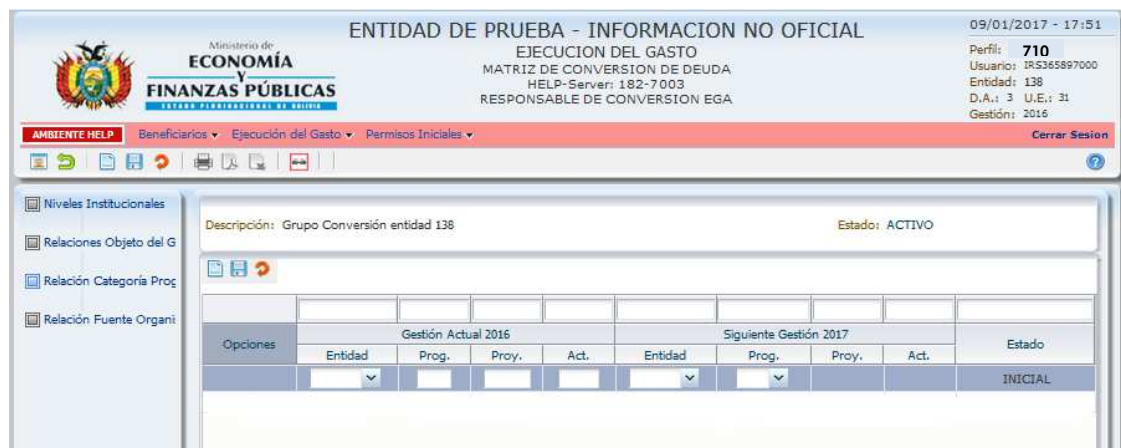 ENTIDAD DE PRUEBA - INFORMACION NO OFICIAL
EJECUCION DEL GASTO
MATRIZ DE CONVERSION DE DEUDA
HELP-Server: 182-7003
RESPONSABLE DE CONVERSION EGA
Ministerio de
ECONOMÍA
Y
FINANZAS PÚBLICAS
ESTADO PLURINACIONAL DE BOLIVIA
09/01/2017 - 17:51
Perfil: 710
Usuario: IRS365897000
Entidad: 138
D.A.: 3 U.E.: 31
Gestión: 2016
AMBIENTE HELP Beneficiarios Ejecución del Gasto Permisos Iniciales Cerrar Sesion
Niveles Institucionales
Relaciones Objeto del G
Relación Categoría Prog
Relación Fuente Organi
Descripción: Grupo Conversión entidad 138 Estado: ACTIVO
Opciones Gestión Actual 2016 Siguiente Gestión 2017 Estado
Entidad Prog. Proy. Act. Entidad Prog. Proy. Act.
INICIAL